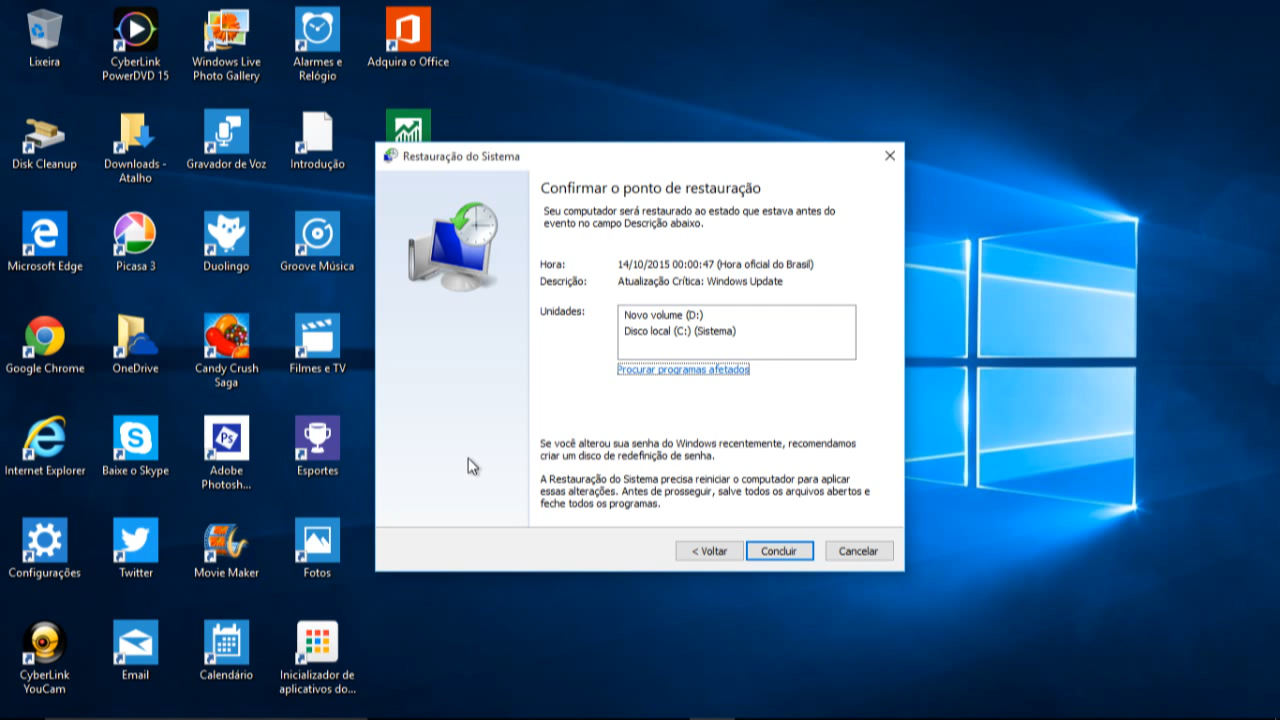 Lixeira
CyberLink
PowerDVD 15
Windows Live
Photo Gallery
Alarmes e
Relógio
Adquira o Office
Disk Cleanup
Downloads -
Atalho
Gravador de Voz
Introdução
Microsoft Edge
Picasa 3
Duolingo
Groove Música
Google Chrome
OneDrive
Candy Crush
Saga
Filmes e TV
Internet Explorer
Baixe o Skype
Ps
Adobe
Photosh...
Esportes
Configurações
Twitter
Movie Maker
Fotos
CyberLink
YouCam
Email
Calendário
Inicializador de
aplicativos do...
Restauração do Sistema
Confirmar o ponto de restauração
Seu computador será restaurado ao estado que estava antes do
evento no campo Descrição abaixo.
Hora: 14/10/2015 00:00:47 (Hora oficial do Brasil)
Descrição: Atualização Crítica: Windows Update
Unidades: Novo volume (D:)
Disco local (C:) (Sistema)
Procurar programas afetados
Se você alterou sua senha do Windows recentemente, recomendamos
criar um disco de redefinição de senha.
A Restauração do Sistema precisa reiniciar o computador para aplicar
essas alterações. Antes de prosseguir, salve todos os arquivos abertos e
feche todos os programas.
< Voltar
Concluir
Cancelar